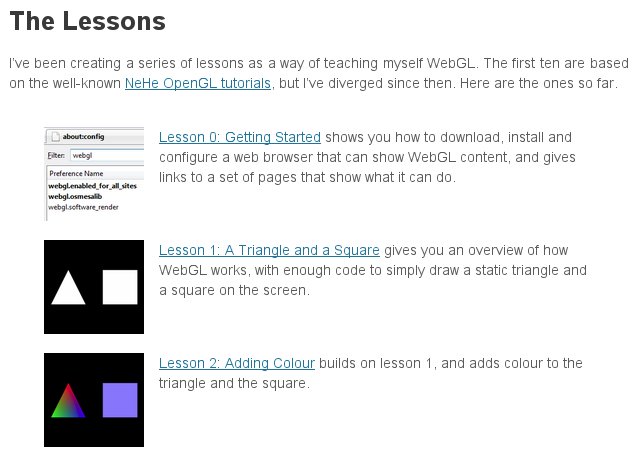 The Lessons
I've been creating a series of lessons as a way of teaching myself WebGL. The first ten are based
on the well-known NeHe OpenGL tutorials, but I've diverged since then. Here are the ones so far.
about:config
Filter: webgl
Preference Name
webgl.enabled_for_all_sites
webgl.osmesalib
webgl.software_render
Lesson 0: Getting Started shows you how to download, install and
configure a web browser that can show WebGL content, and gives
links to a set of pages that show what it can do.
Lesson 1: A Triangle and a Square gives you an overview of how
WebGL works, with enough code to simply draw a static triangle and
a square on the screen.
Lesson 2: Adding Colour builds on lesson 1, and adds colour to the
triangle and the square.